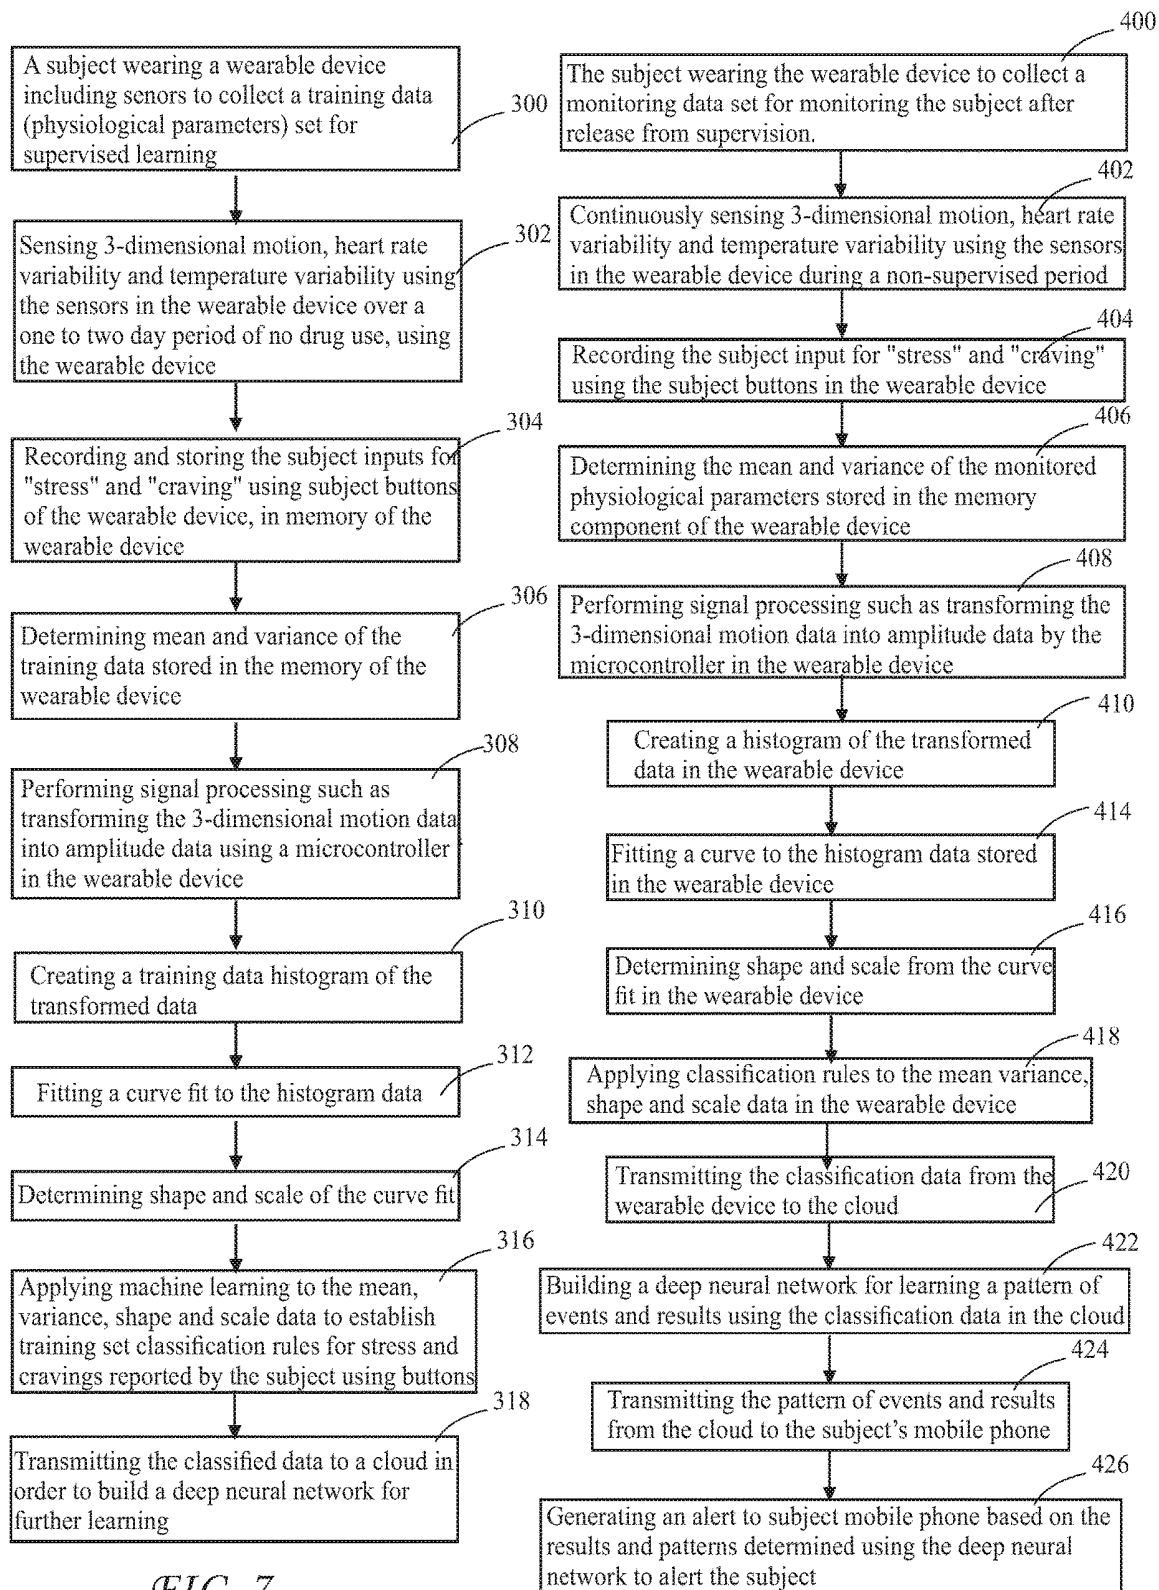 A subject wearing a wearable device
including senors to collect a training data
(physiological parameters) set for
supervised learning
300
Sensing 3-dimensional motion, heart rate
variability and temperature variability using
the sensors in the wearable device over a
one to two day period of no drug use, using
the wearable device
302
304
Recording and storing the subject inputs for
"stress" and "craving" using subject buttons
of the wearable device, in memory of the
wearable device
306
Determining mean and variance of the
training data stored in the memory of the
wearable device
308
Performing signal processing such as
transforming the 3-dimensional motion data
into amplitude data using a microcontroller
in the wearable device
310
Creating a training data histogram of the
transformed data
312
Fitting a curve fit to the histogram data
314
Determining shape and scale of the curve fit
316
Applying machine learning to the mean,
variance, shape and scale data to establish
training set classification rules for stress and
cravings reported by the subject using buttons
318
Transmitting the classified data to a cloud in
order to build a deep neural network for
further learning
FIG. 7
400
The subject wearing the wearable device to collect a
monitoring data set for monitoring the subject after
release from supervision.
402
Continuously sensing 3-dimensional motion, heart rate
variability and temperature variability using the sensors
in the wearable device during a non-supervised period
404
Recording the subject input for "stress" and "craving"
using the subject buttons in the wearable device
406
Determining the mean and variance of the monitored
physiological parameters stored in the memory
component of the wearable device
408
Performing signal processing such as transforming the
3-dimensional motion data into amplitude data by the
microcontroller in the wearable device
410
Creating a histogram of the transformed
data in the wearable device
414
Fitting a curve to the histogram data stored
in the wearable device
416
Determining shape and scale from the curve
fit in the wearable device
418
Applying classification rules to the mean variance,
shape and scale data in the wearable device
420
Transmitting the classification data from the
wearable device to the cloud
422
Building a deep neural network for learning a pattern of
events and results using the classification data in the cloud
424
Transmitting the pattern of events and results
from the cloud to the subject's mobile phone
426
Generating an alert to subject mobile phone based on the
results and patterns determined using the deep neural
network to alert the subject